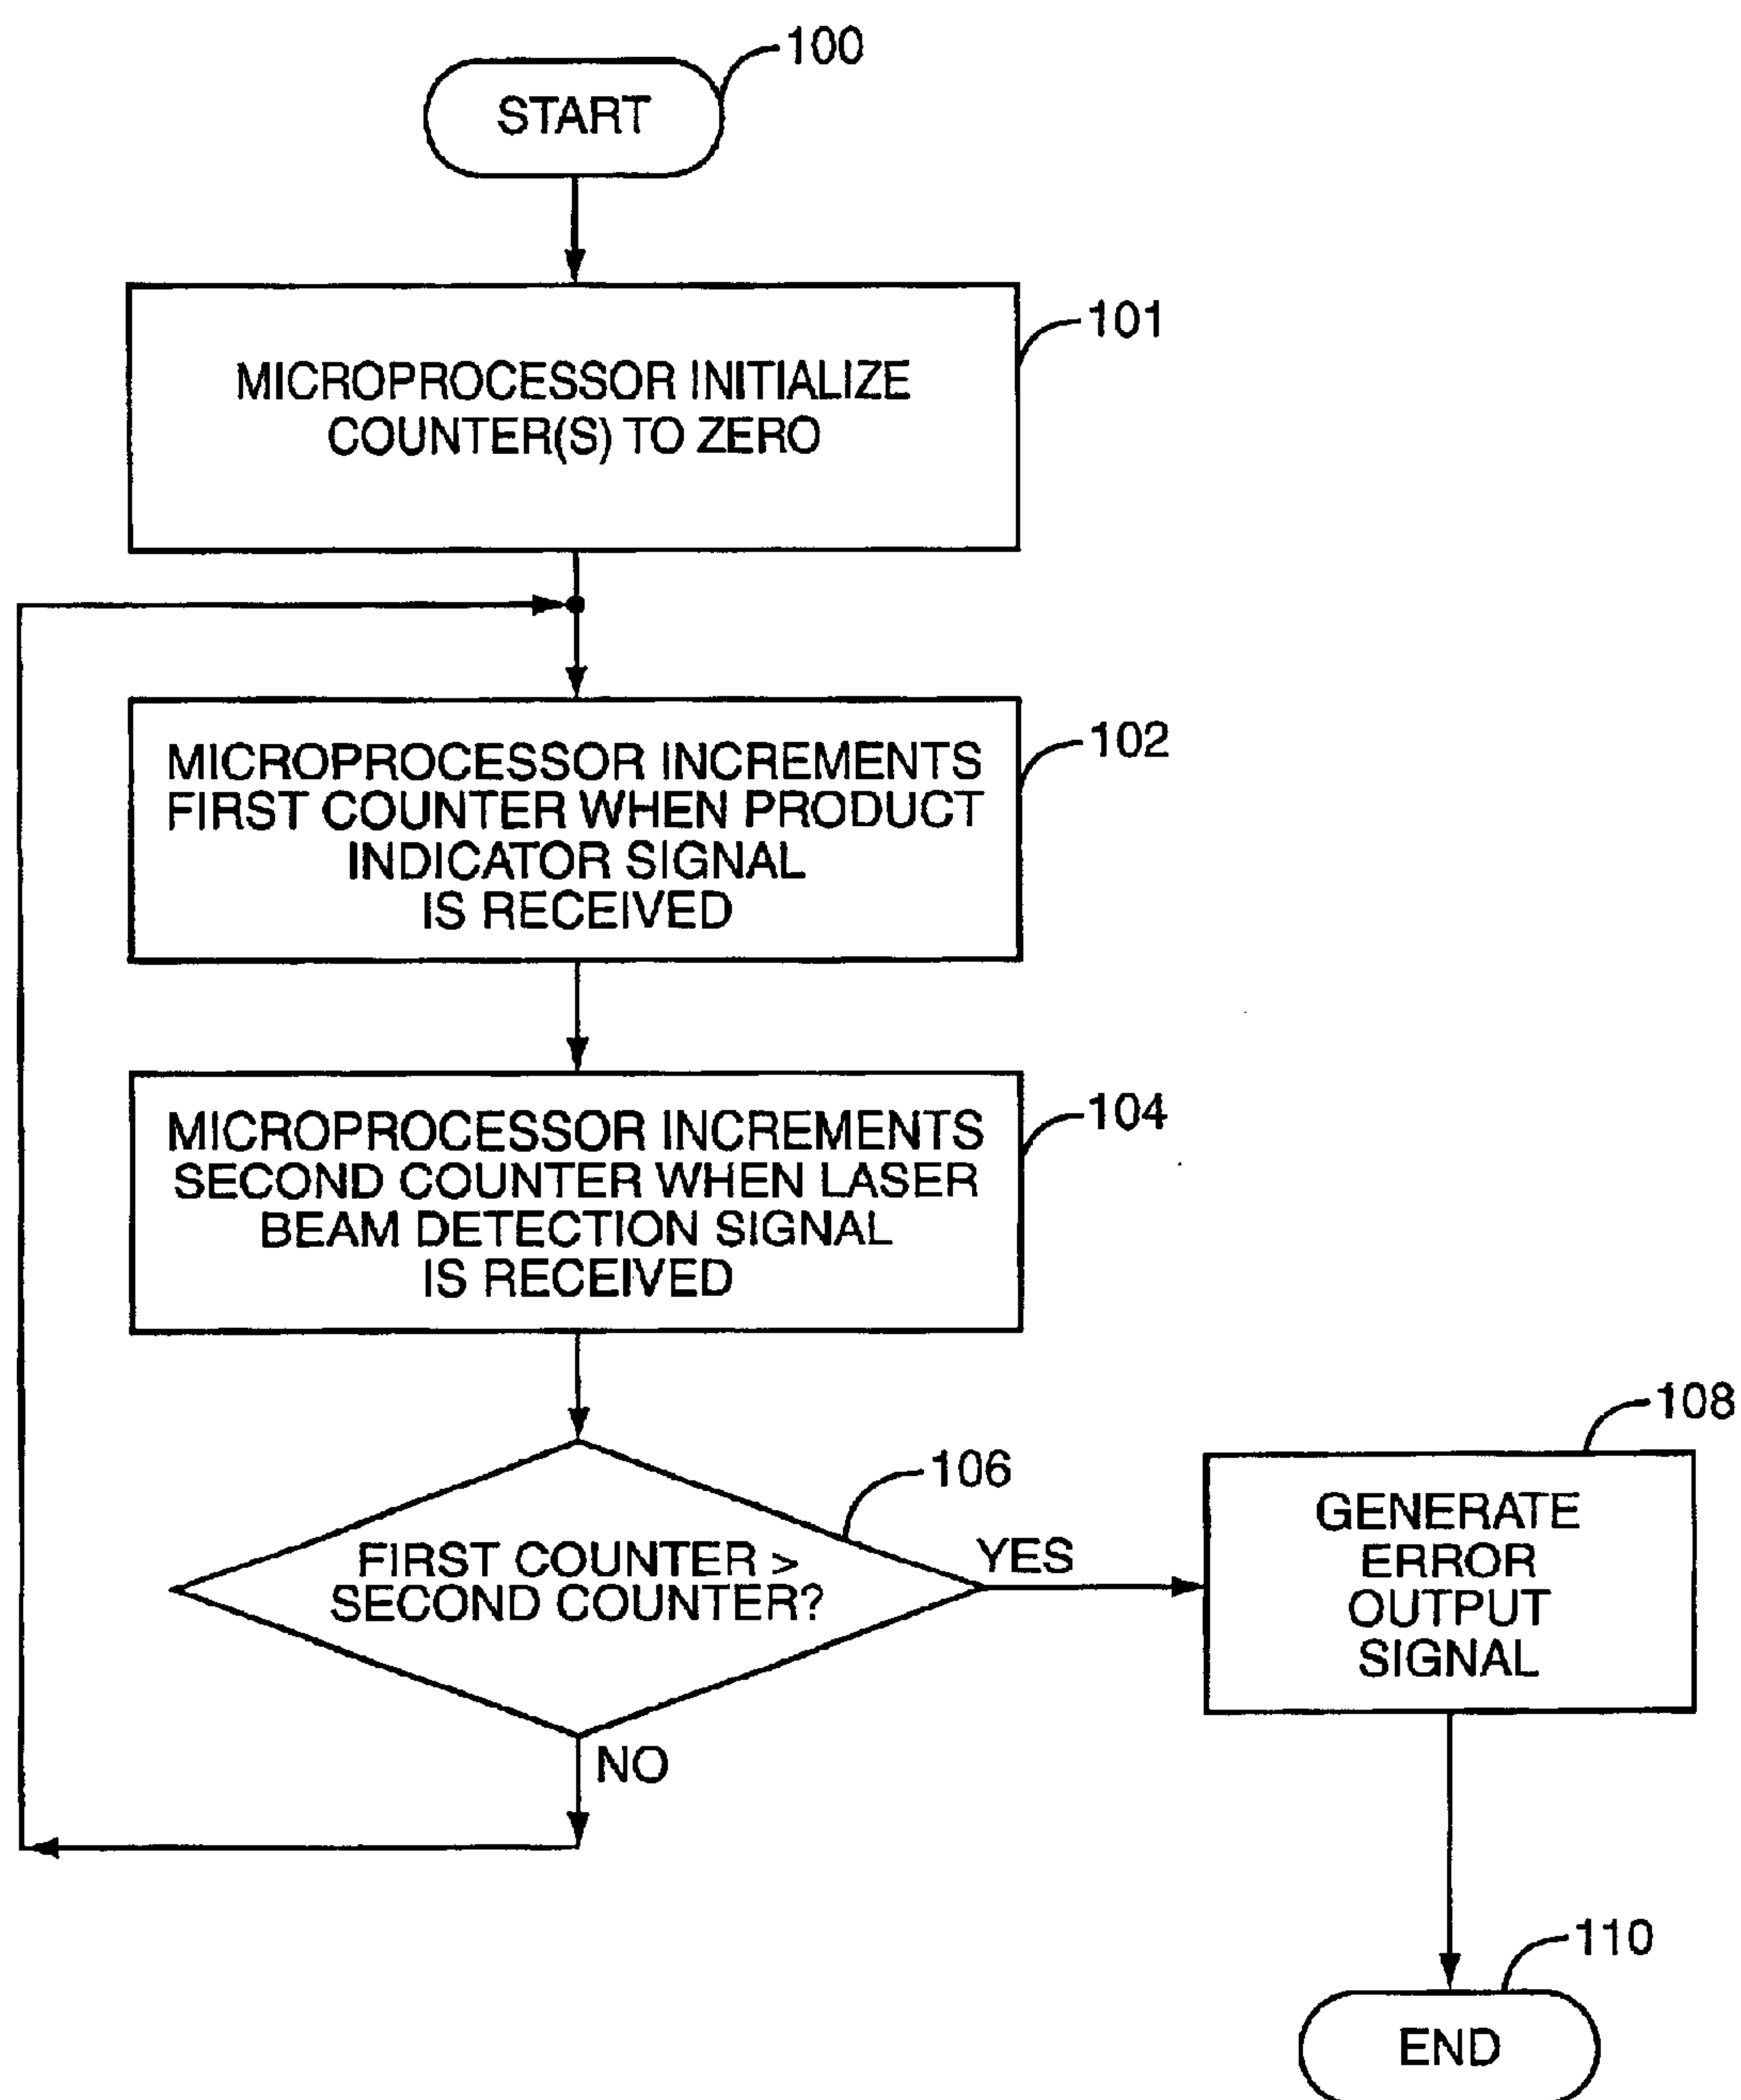 100
START
101
MICROPROCESSOR INITIALIZE
COUNTER(S) TO ZERO
102
MICROPROCESSOR INCREMENTS
FIRST COUNTER WHEN PRODUCT
INDICATOR SIGNAL
IS RECEIVED
104
MICROPROCESSOR INCREMENTS
SECOND COUNTER WHEN LASER
BEAM DETECTION SIGNAL
IS RECEIVED
106
FIRST COUNTER >
SECOND COUNTER?
YES
NO
108
GENERATE
ERROR
OUTPUT
SIGNAL
110
END